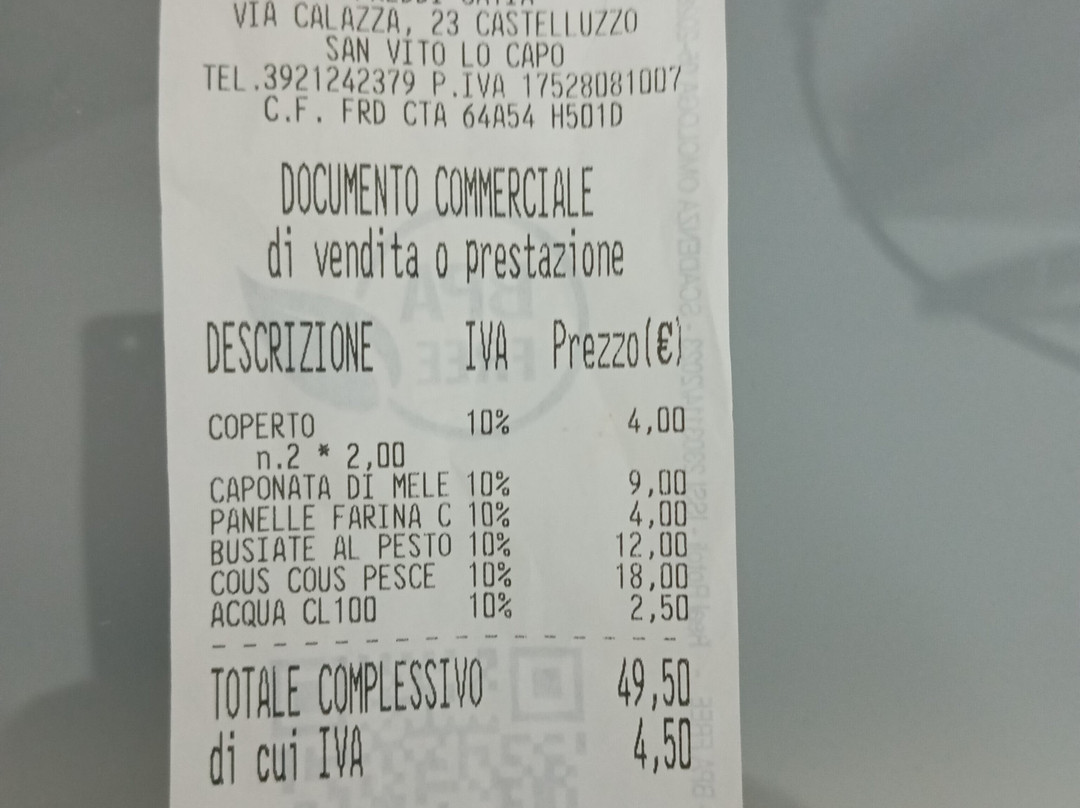 VIA CALAZZA, 23 CASTELLUZZO
SAN VITO LO CAPO
TEL.3921242379 P.IVA 17528081007
C.F. FRD CTA 64A54 H501D
DOCUMENTO COMMERCIALE
di vendita o prestazione
DESCRIZIONE IVA Prezzo(€)
COPERTO 10% 4,00
n.2 * 2,00
CAPONATA DI MELE 10% 9,00
PANELLE FARINA C 10% 4,00
BUSIATE AL PESTO 10% 12,00
COUS COUS PESCE 10% 18,00
ACQUA CL100 10% 2,50
TOTALE COMPLESSIVO 49,50
di cui IVA 4,50
BPA
FREE